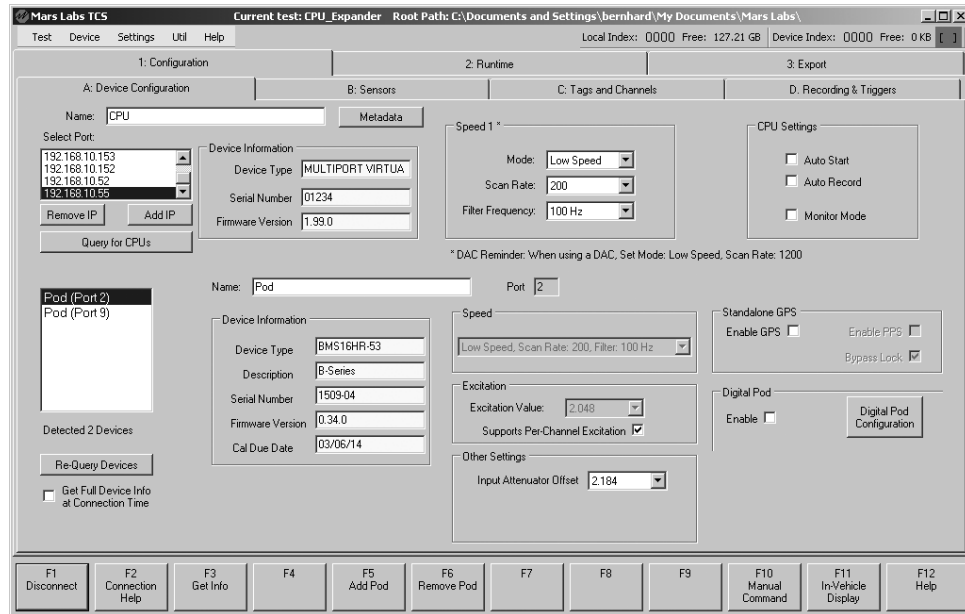 Mars Labs TCS Current test: CPU_Expander Root Path: C:\Documents and Settings\bernhard\My Documents\Mars Labs\
Test Device Settings Util Help Local Index: 0000 Free: 127.21 GB Device Index: 0000 Free: 0 KB [ ]
1: Configuration 2: Runtime 3: Export
A: Device Configuration B: Sensors C: Tags and Channels D. Recording & Triggers
Name: CPU Metadata
Select Port:
192.168.10.153
192.168.10.152
192.168.10.52
192.168.10.55
Remove IP Add IP
Query for CPUs
Device Information
Device Type MULTIPORT VIRTUA
Serial Number 01234
Firmware Version 1.99.0
Speed 1 *
Mode: Low Speed
Scan Rate: 200
Filter Frequency: 100 Hz
CPU Settings
Auto Start
Auto Record
Monitor Mode
* DAC Reminder: When using a DAC, Set Mode: Low Speed, Scan Rate: 1200
Pod (Port 2)
Pod (Port 9)
Detected 2 Devices
Re-Query Devices
Get Full Device Info
at Connection Time
Name: Pod Port 2
Device Information
Device Type BMS16HR-53
Description B-Series
Serial Number 1509-04
Firmware Version 0.34.0
Cal Due Date 03/06/14
Speed
Low Speed, Scan Rate: 200, Filter: 100 Hz
Excitation
Excitation Value: 2.048
Supports Per-Channel Excitation
Other Settings
Input Attenuator Offset 2.184
Standalone GPS
Enable GPS Enable PPS
Bypass Lock
Digital Pod
Enable Digital Pod
Configuration
F1 F2 F3 F4 F5 F6 F7 F8 F9 F10 F11 F12
Disconnect Connection Get Info Add Pod Remove Pod Manual In-Vehicle Help
Help Command Display